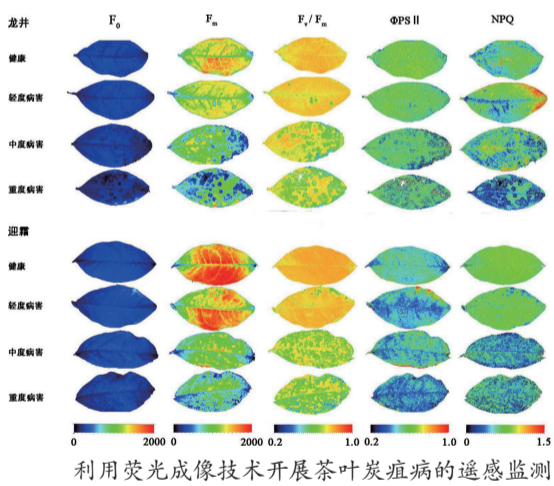 龙井 F0 Fm Fv/Fm ΦPSⅡ NPQ
健康
轻度病害
中度病害
重度病害
迎霜
健康
轻度病害
中度病害
重度病害
0 2000 0 2000 0.2 1.0 0.2 1.0 0 1.5
利用荧光成像技术开展茶叶炭疽病的遥感监测